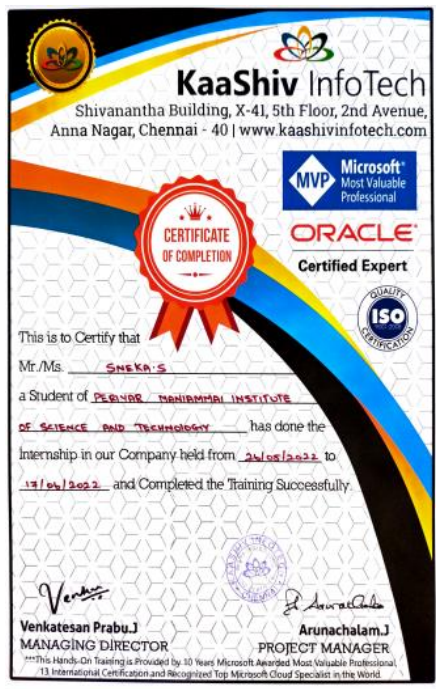 KaaShiv InfoTech
Shivanantha Building, X-41, 5th Floor, 2nd Avenue,
Anna Nagar, Chennai - 40 | www.kaashivinfotech.com
MVP
Microsoft®
Most Valuable
Professional
ORACLE®
Certified Expert
CERTIFICATE
OF COMPLETION
QUALITY
ISO
CERTIFICATION
This is to Certify that
Mr./Ms. SNEKA.S
a Student of PERIYAR MANIAMMAI INSTITUTE
OF SCIENCE AND TECHNOLOGY has done the
Internship in our Company held from 26/05/2022 to
17/06/2022 and Completed the Training Successfully.
KAASHIV INFOTECH
CHENNAI
Venkatesan Prabu.J
MANAGING DIRECTOR
Arunachalam.J
PROJECT MANAGER
***This Hands-On Training is Provided by 10 Years Microsoft Awarded Most Valuable Professional,
13 International Certification and Recognized Top Microsoft Cloud Specialist in the World